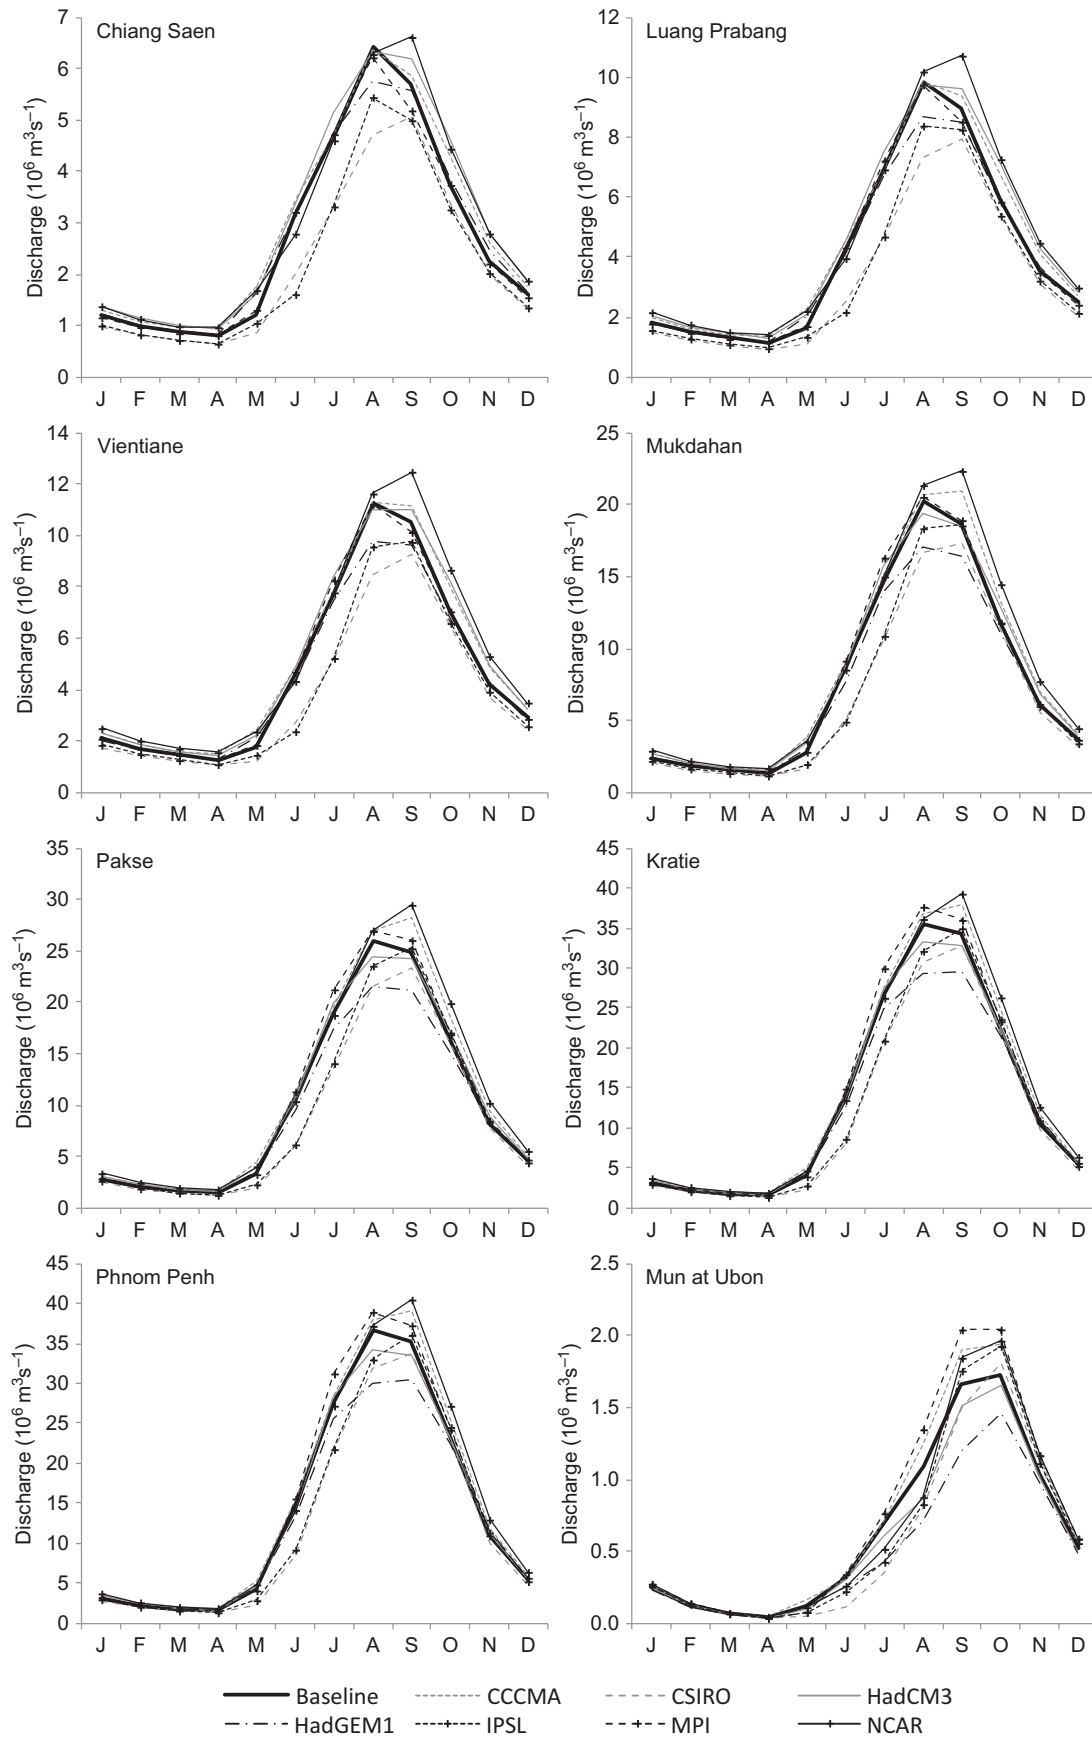 Chiang Saen
Discharge (10⁶ m³s⁻¹)
7
6
5
4
3
2
1
0
J F M A M J J A S O N D
Luang Prabang
Discharge (10⁶ m³s⁻¹)
12
10
8
6
4
2
0
J F M A M J J A S O N D
Vientiane
Discharge (10⁶ m³s⁻¹)
14
12
10
8
6
4
2
0
J F M A M J J A S O N D
Mukdahan
Discharge (10⁶ m³s⁻¹)
25
20
15
10
5
0
J F M A M J J A S O N D
Pakse
Discharge (10⁶ m³s⁻¹)
35
30
25
20
15
10
5
0
J F M A M J J A S O N D
Kratie
Discharge (10⁶ m³s⁻¹)
45
40
35
30
25
20
15
10
5
0
J F M A M J J A S O N D
Phnom Penh
Discharge (10⁶ m³s⁻¹)
45
40
35
30
25
20
15
10
5
0
J F M A M J J A S O N D
Mun at Ubon
Discharge (10⁶ m³s⁻¹)
2.5
2.0
1.5
1.0
0.5
0.0
J F M A M J J A S O N D
Baseline CCCMA CSIRO HadCM3
HadGEM1 IPSL MPI NCAR